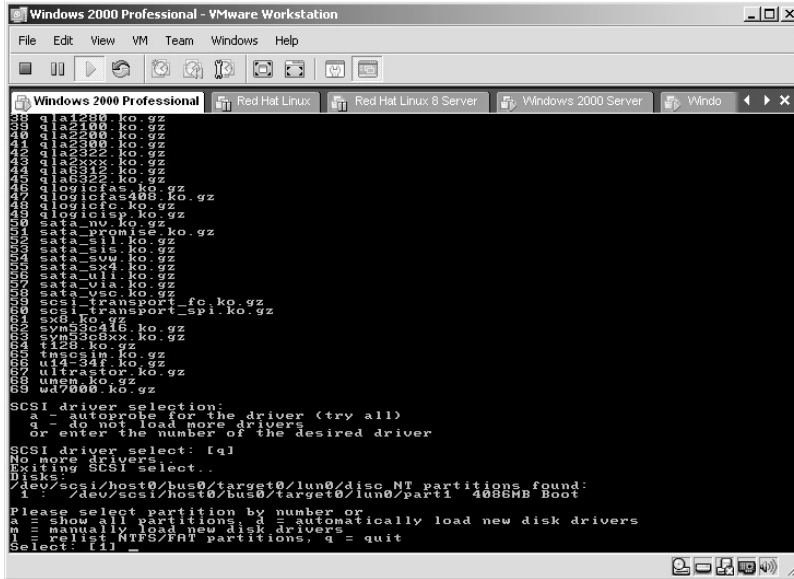 Windows 2000 Professional - VMware Workstation
File Edit View VM Team Windows Help
Windows 2000 Professional Red Hat Linux Red Hat Linux 8 Server Windows 2000 Server Windo
38 qla1280.ko.gz
39 qla2100.ko.gz
40 qla2200.ko.gz
41 qla2300.ko.gz
42 qla2322.ko.gz
43 qla2xxx.ko.gz
44 qla6312.ko.gz
45 qla6322.ko.gz
46 qlogicfas.ko.gz
47 qlogicfas408.ko.gz
48 qlogicfc.ko.gz
49 qlogicisp.ko.gz
50 sata_nv.ko.gz
51 sata_promise.ko.gz
52 sata_sil.ko.gz
53 sata_sis.ko.gz
54 sata_svw.ko.gz
55 sata_sx4.ko.gz
56 sata_uli.ko.gz
57 sata_via.ko.gz
58 sata_vsc.ko.gz
59 scsi_transport_fc.ko.gz
60 scsi_transport_spi.ko.gz
61 sx8.ko.gz
62 sym53c416.ko.gz
63 sym53c8xx.ko.gz
64 t128.ko.gz
65 tmscsim.ko.gz
66 u14-34f.ko.gz
67 ultrastor.ko.gz
68 umem.ko.gz
69 wd7000.ko.gz
SCSI driver selection:
a - autoprobe for the driver (try all)
q - do not load more drivers
or enter the number of the desired driver
SCSI driver select: [q]
No more drivers..
Exiting SCSI select..
Disks:
/dev/scsi/host0/bus0/target0/lun0/disc NT partitions found:
1 : /dev/scsi/host0/bus0/target0/lun0/part1 4086MB Boot
Please select partition by number or
a = show all partitions, d = automatically load new disk drivers
m = manually load new disk drivers
l = relist NTFS/FAT partitions, q = quit
Select: [1] _